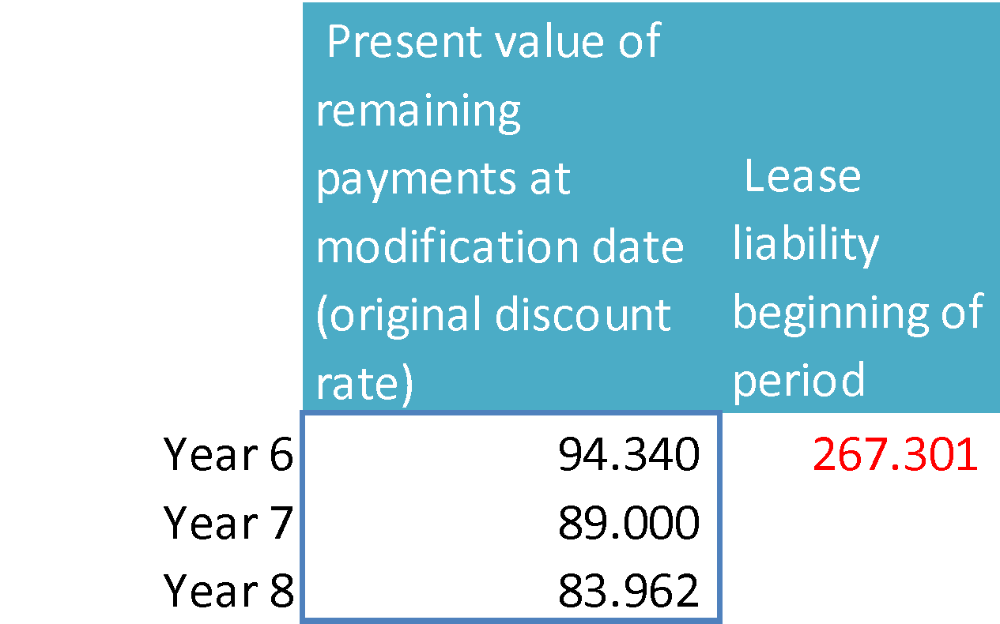 Present value of
remaining
payments at
modification date
(original discount
rate)
Lease
liability
beginning of
period
Year 6 94.340 267.301
Year 7 89.000
Year 8 83.962